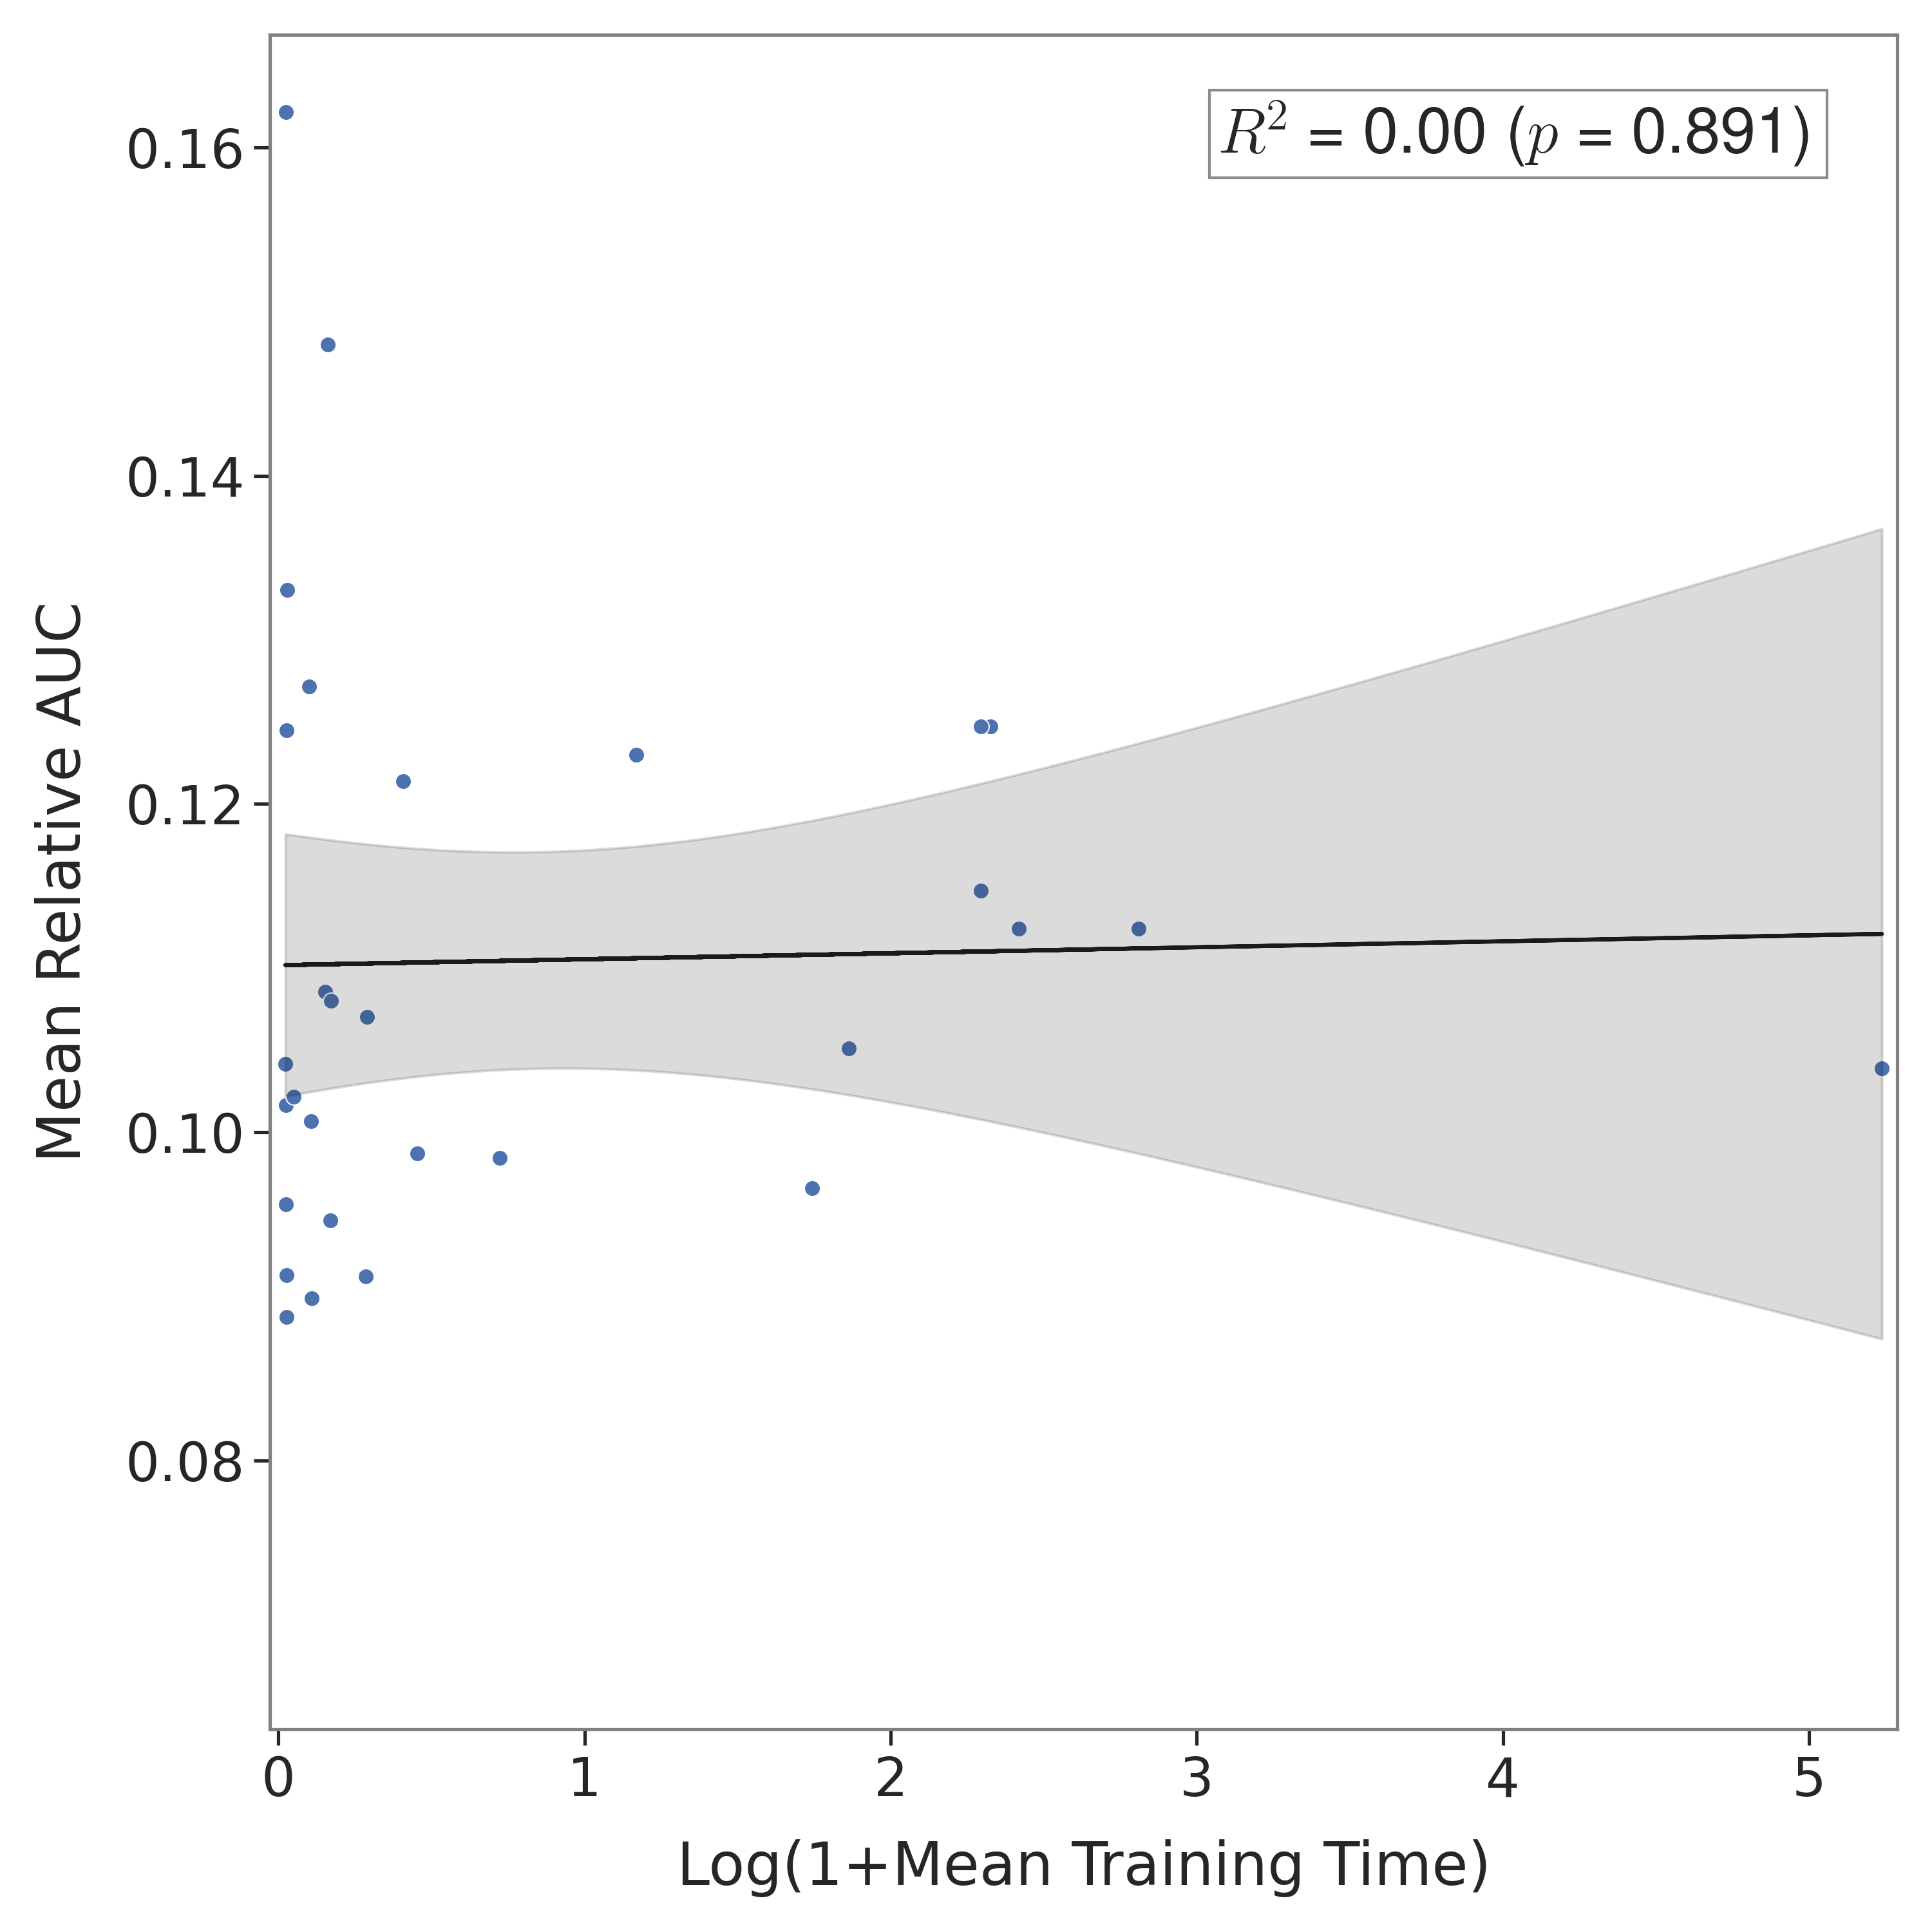 R² = 0.00 (p = 0.891)
0.16
0.14
0.12
0.10
0.08
Mean Relative AUC
0 1 2 3 4 5
Log(1+Mean Training Time)